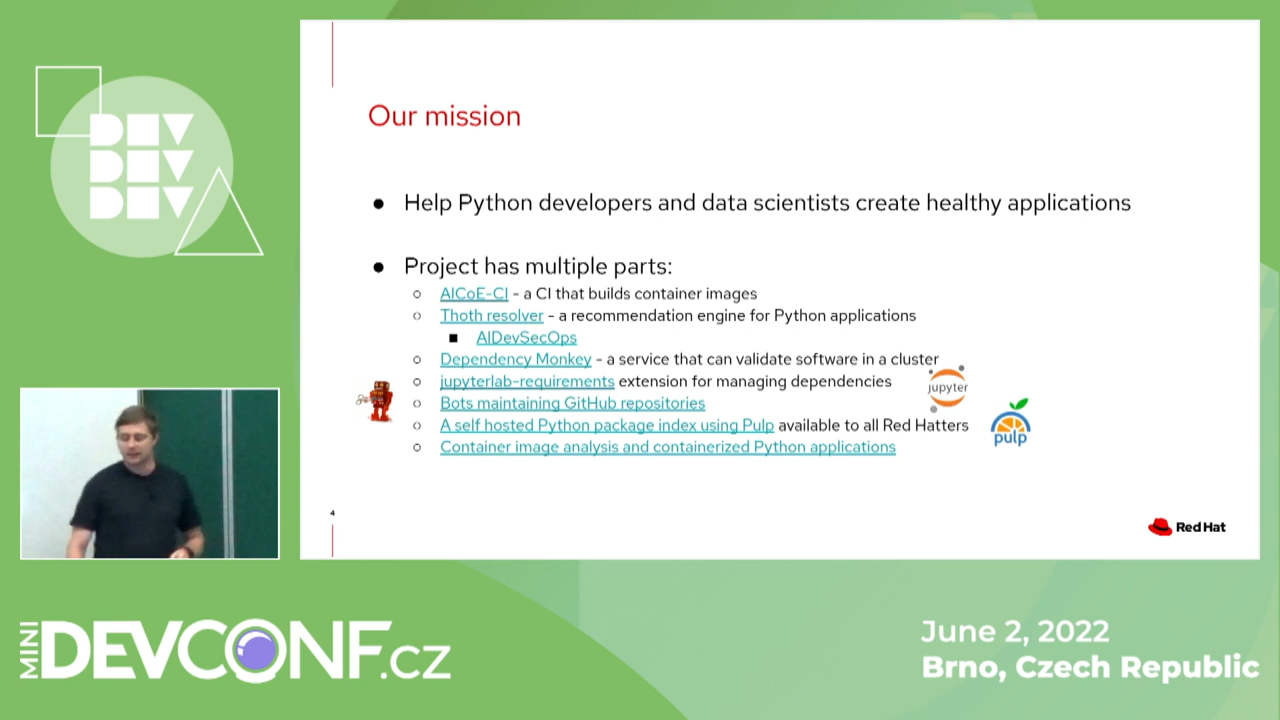 DEV
DEV
DEV
Our mission
● Help Python developers and data scientists create healthy applications
● Project has multiple parts:
○ AICoE-CI - a CI that builds container images
○ Thoth resolver - a recommendation engine for Python applications
■ AIDevSecOps
○ Dependency Monkey - a service that can validate software in a cluster
○ jupyterlab-requirements extension for managing dependencies
○ Bots maintaining GitHub repositories
○ A self hosted Python package index using Pulp available to all Red Hatters
○ Container image analysis and containerized Python applications
jupyter
pulp
4
Red Hat
MINI DEVCONF.CZ
June 2, 2022
Brno, Czech Republic